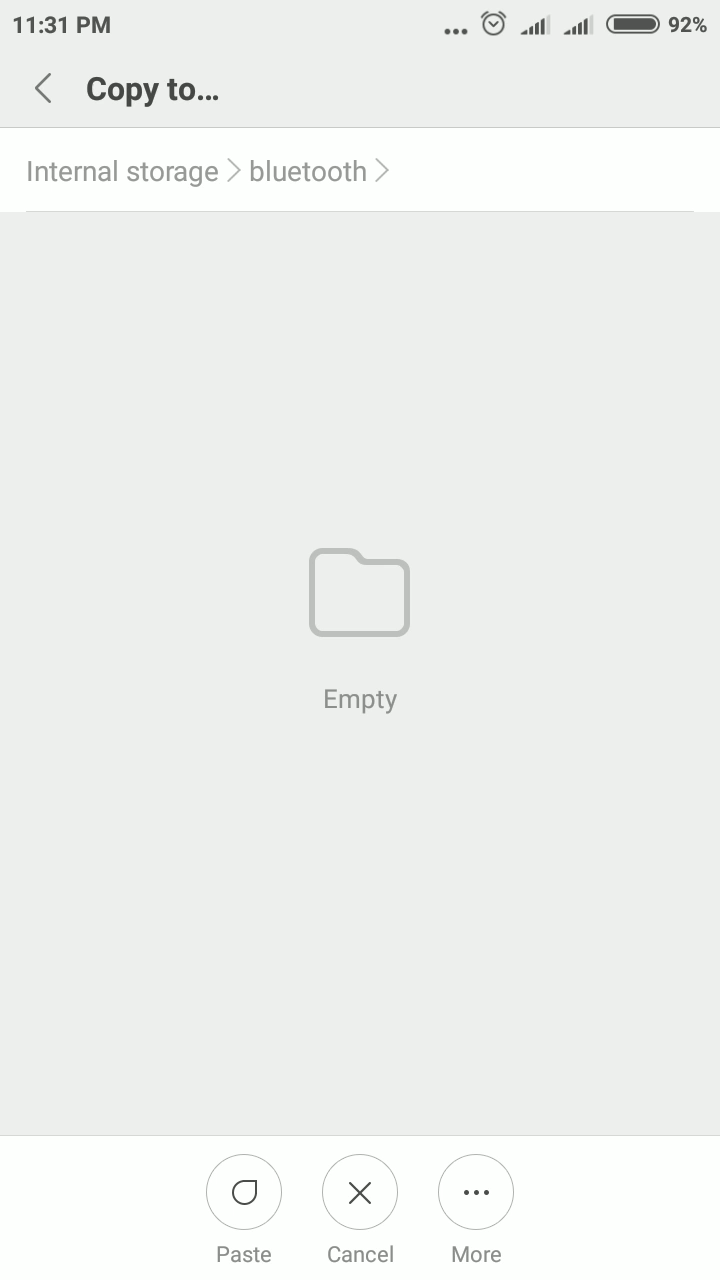 11:31 PM 92%
Copy to...
Internal storage bluetooth
Empty
Paste Cancel More